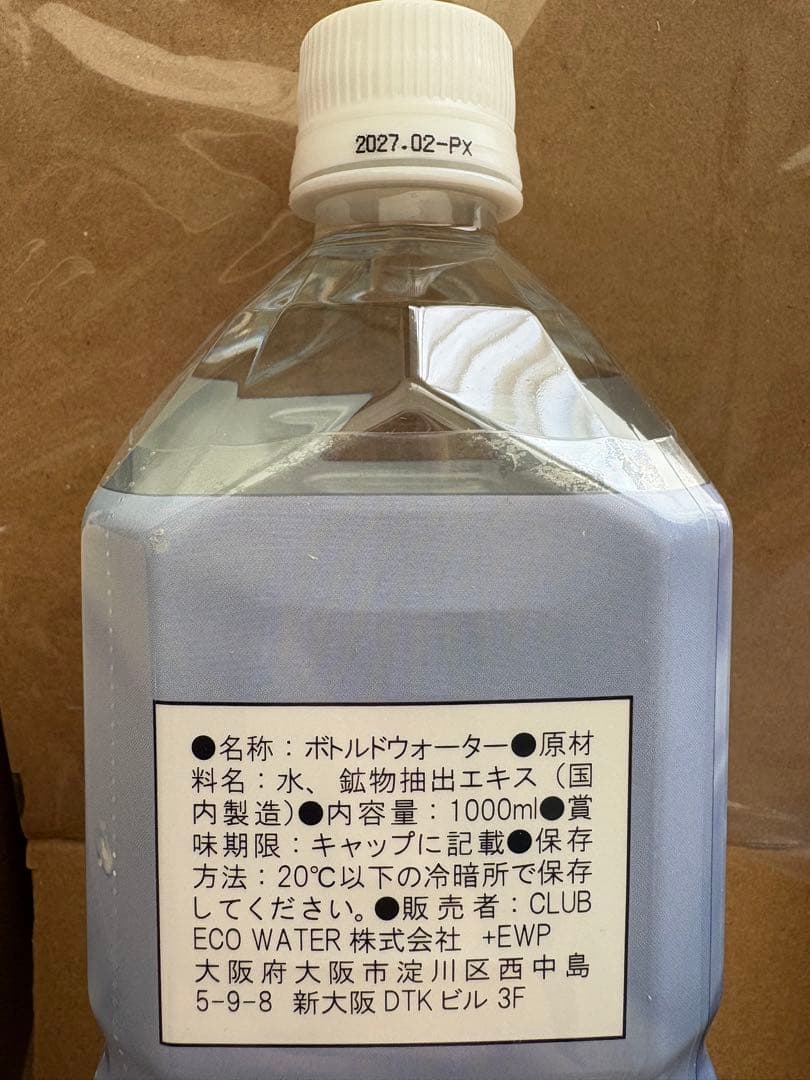 2027.02-Px
●名称：ボトルドウォーター●原材
料名：水、鉱物抽出エキス（国
内製造）●内容量：1000ml●賞
味期限：キャップに記載●保存
方法：20℃以下の冷暗所で保存
してください。●販売者：CLUB
ECO WATER 株式会社 +EWP
大阪府大阪市淀川区西中島
5-9-8 新大阪DTKビル 3F